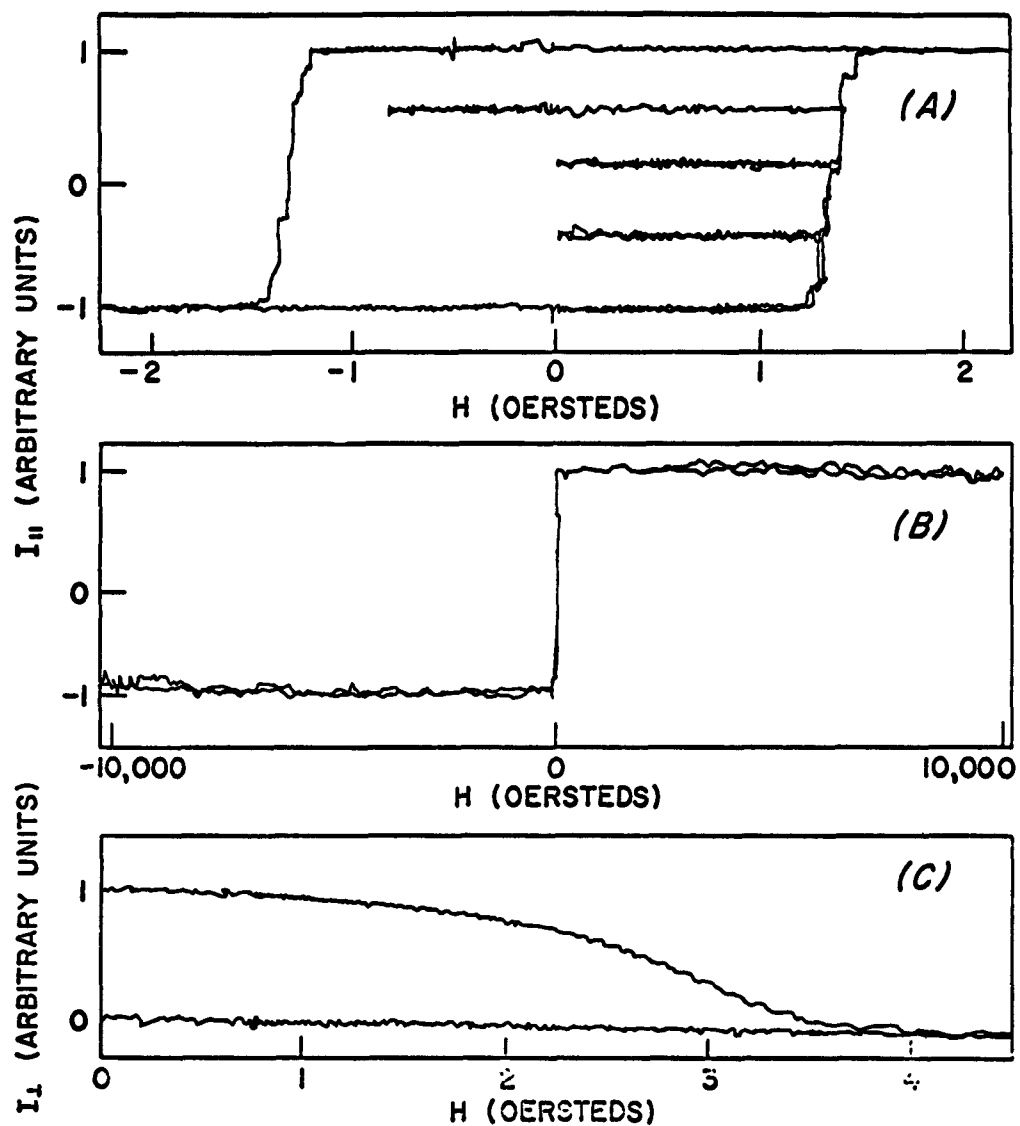 1
0
-1
(A)
-2 -1 0 1 2
H (OERSTEDS)
I∥ (ARBITRARY UNITS)
1
0
-1
(B)
-10,000 0 10,000
H (OERSTEDS)
1
0
(C)
0 1 2 3 4
H (OERSTEDS)
I⊥ (ARBITRARY UNITS)